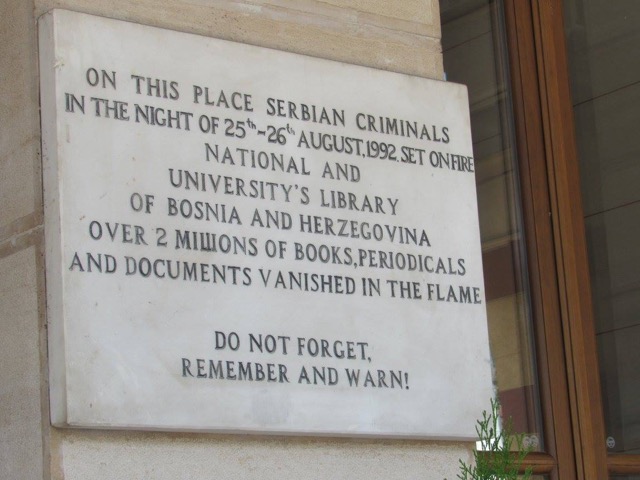 ON THIS PLACE SERBIAN CRIMINALS
IN THE NIGHT OF 25th-26th AUGUST,1992. SET ON FIRE
NATIONAL AND
UNIVERSITY'S LIBRARY
OF BOSNIA AND HERZEGOVINA
OVER 2 MILLIONS OF BOOKS,PERIODICALS
AND DOCUMENTS VANISHED IN THE FLAME
DO NOT FORGET,
REMEMBER AND WARN!